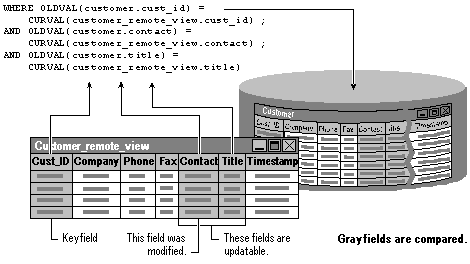 WHERE OLDVAL(customer.cust_id) =
CURVAL(customer_remote_view.cust_id) ;
AND OLDVAL(customer.contact) =
CURVAL(customer_remote_view.contact) ;
AND OLDVAL(customer.title) =
CURVAL(customer_remote_view.title)
Customer
Cust_ID Company Phone Fax Contact Title Timestamp
Customer_remote_view
Cust_ID Company Phone Fax Contact Title Timestamp
Keyfield
This field was
modified.
These fields are
updatable.
Grayfields are compared.